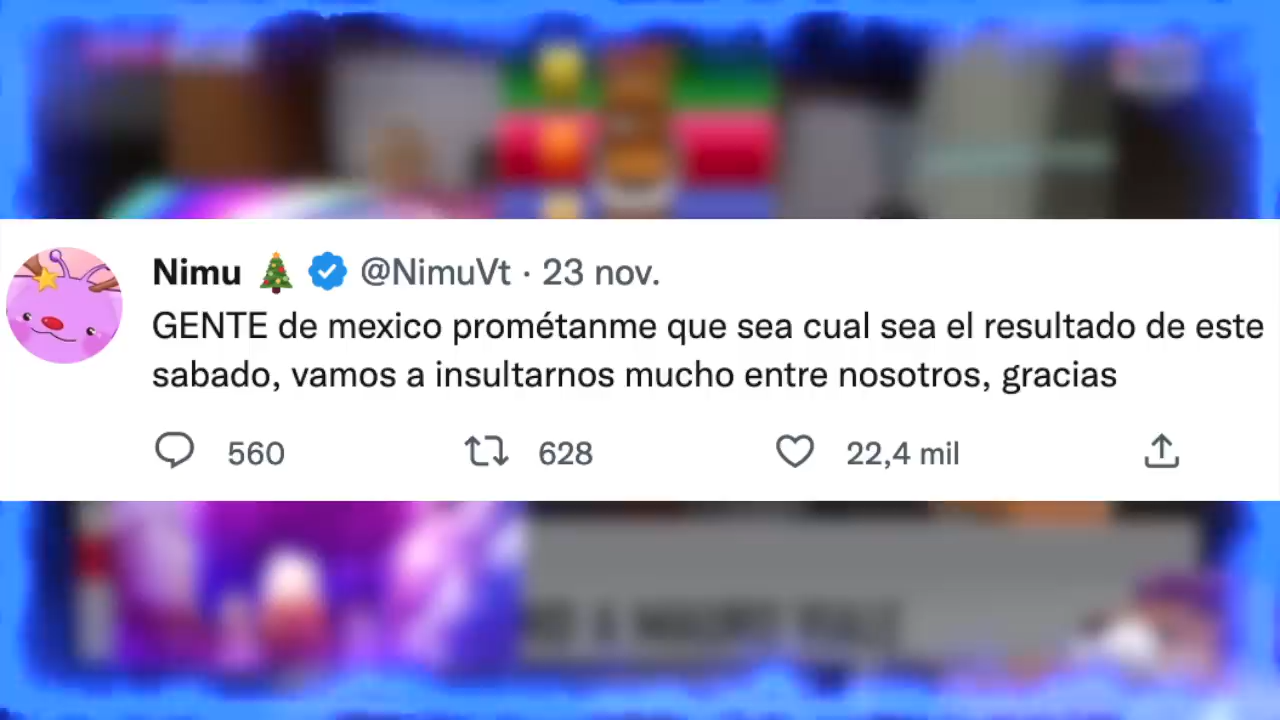 Nimu 🎄 @NimuVt · 23 nov.
GENTE de mexico prométanme que sea cual sea el resultado de este
sabado, vamos a insultarnos mucho entre nosotros, gracias
560 628 22,4 mil